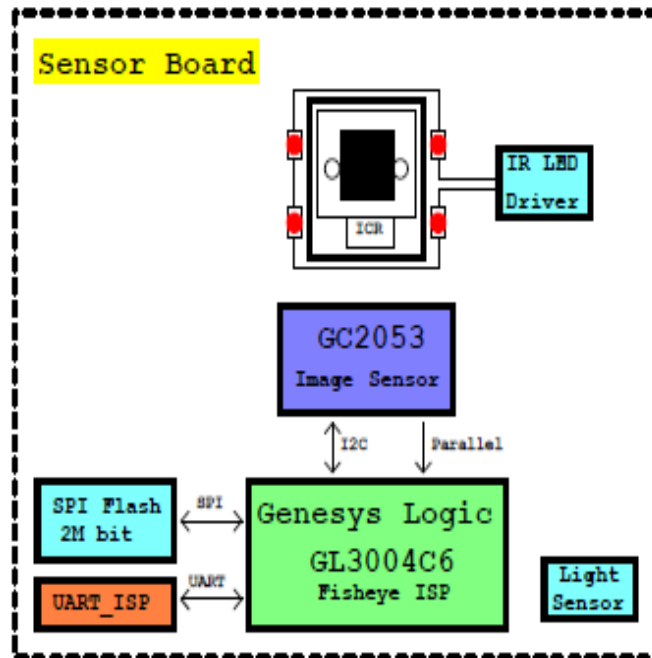 Sensor Board
IR LED
Driver
ICR
GC2053
Image Sensor
I2C
Parallel
SPI Flash
2M bit
SPI
Genesys Logic
GL3004C6
Fisheye ISP
UART_ISP
UART
Light
Sensor